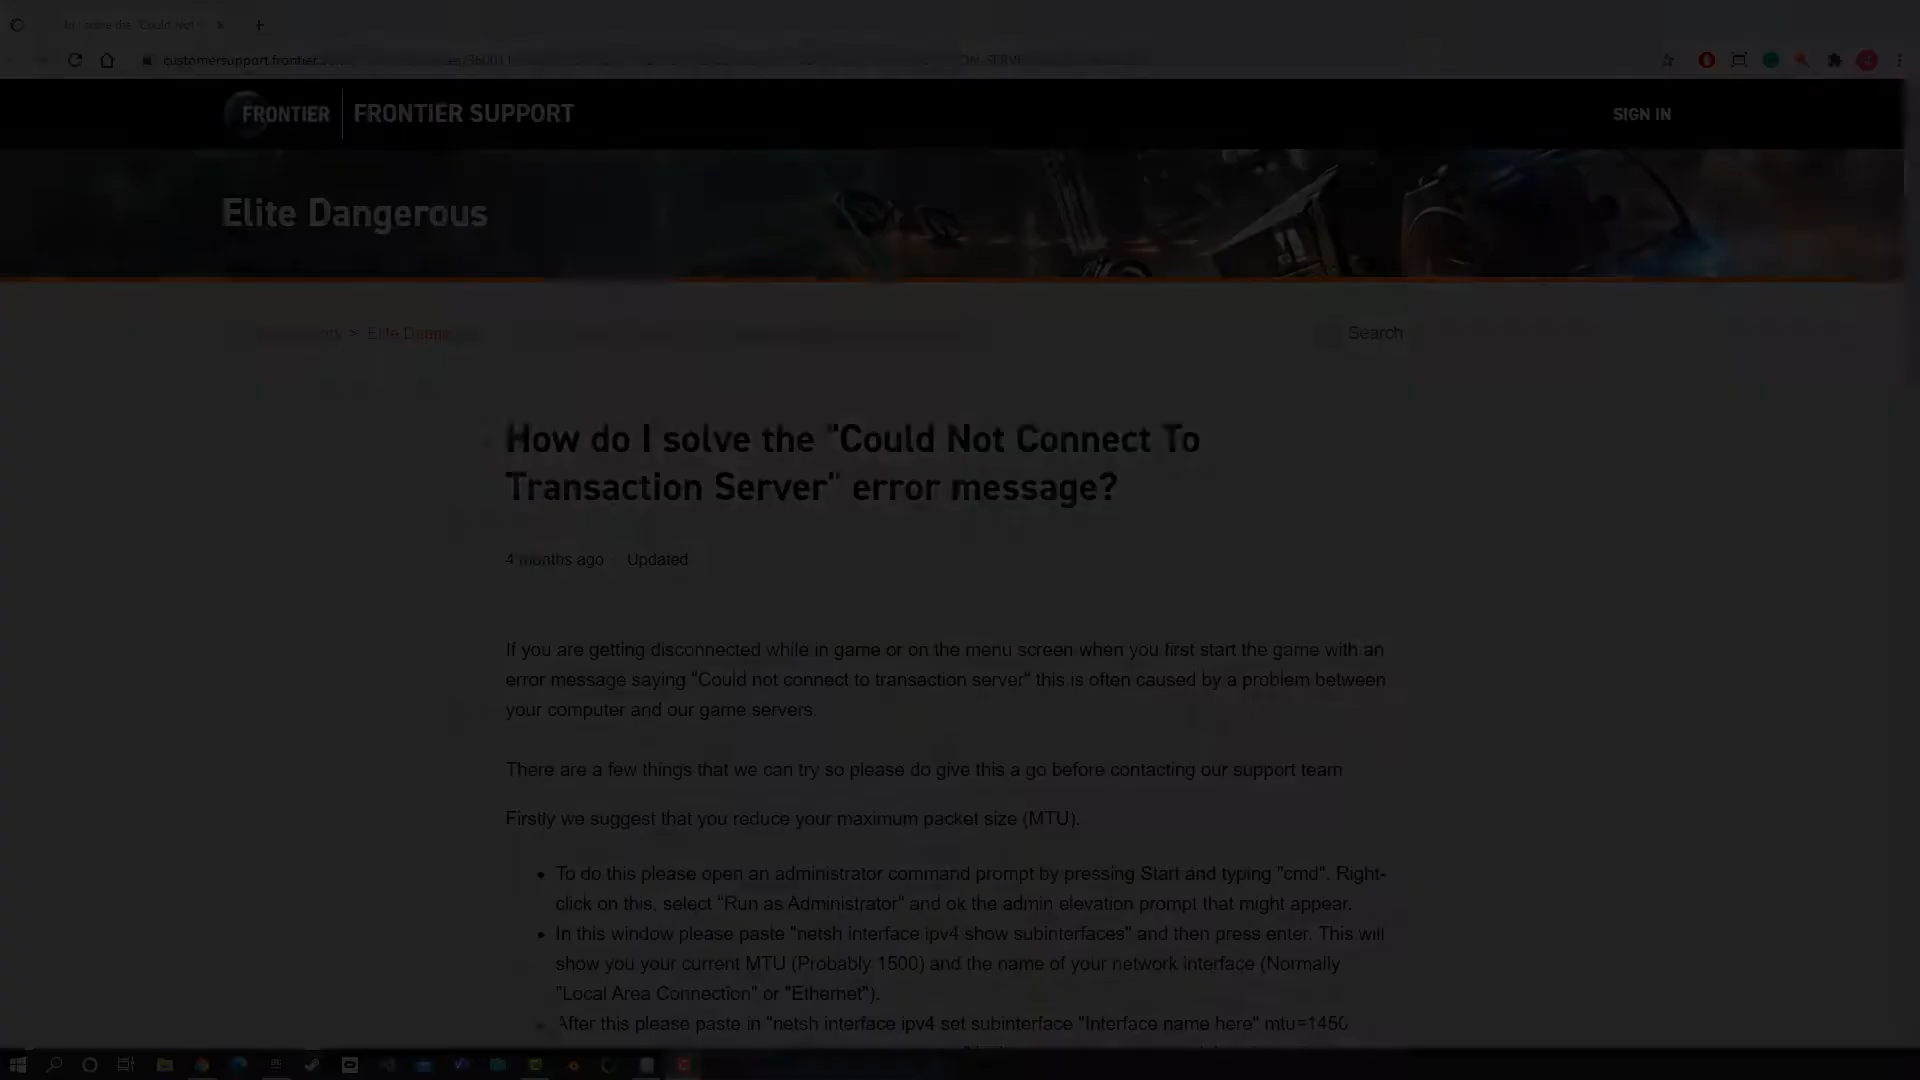 customersupport.frontier.
FRONTIER
FRONTIER SUPPORT
SIGN IN
Elite Dangerous
> Elite
Search
How do I solve the "Could Not Connect To
Transaction Server" error message?
4 months ago Updated
If you are getting disconnected while in game or on the menu screen when you first start the game with an
error message saying "Could not connect to transaction server" this is often caused by a problem between
your computer and our game servers.
There are a few things that we can try so please do give this a go before contacting our support team
Firstly we suggest that you reduce your maximum packet size (MTU).
• To do this please open an administrator command prompt by pressing Start and typing "cmd". Right-
click on this, select "Run as Administrator" and ok the admin elevation prompt that might appear.
• In this window please paste "netsh interface ipv4 show subinterfaces" and then press enter. This will
show you your current MTU (Probably 1500) and the name of your network interface (Normally
"Local Area Connection" or "Ethernet").
• After this please paste in "netsh interface ipv4 set subinterface "Interface name here" mtu=1450